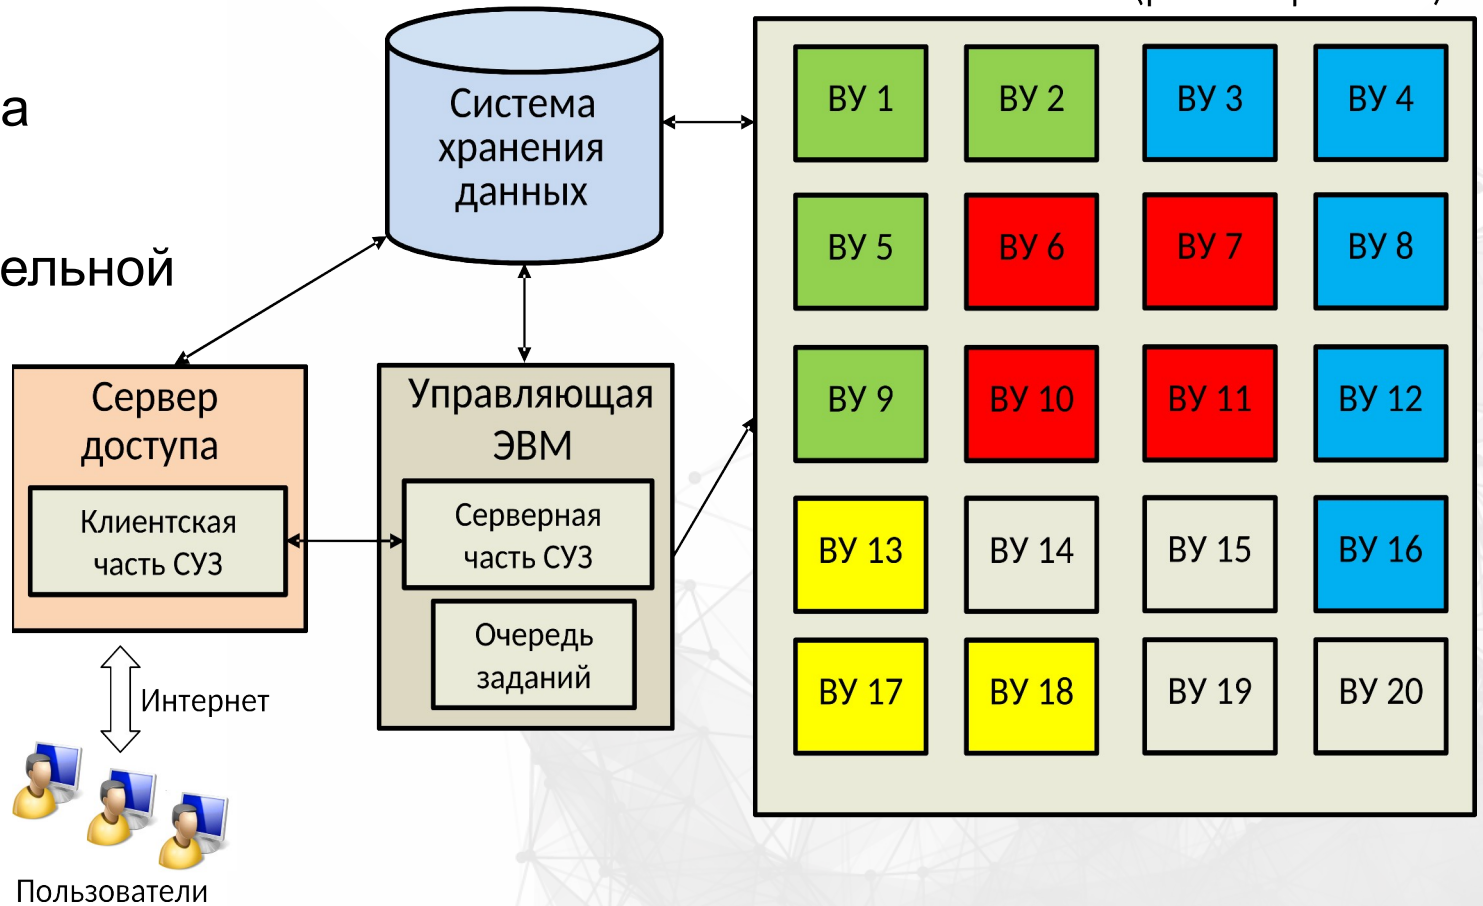 а
ельной
Система
хранения
данных
Сервер
доступа
Клиентская
часть СУЗ
Управляющая
ЭВМ
Серверная
часть СУЗ
Очередь
заданий
Интернет
Пользователи
ВУ 1 ВУ 2 ВУ 3 ВУ 4
ВУ 5 ВУ 6 ВУ 7 ВУ 8
ВУ 9 ВУ 10 ВУ 11 ВУ 12
ВУ 13 ВУ 14 ВУ 15 ВУ 16
ВУ 17 ВУ 18 ВУ 19 ВУ 20